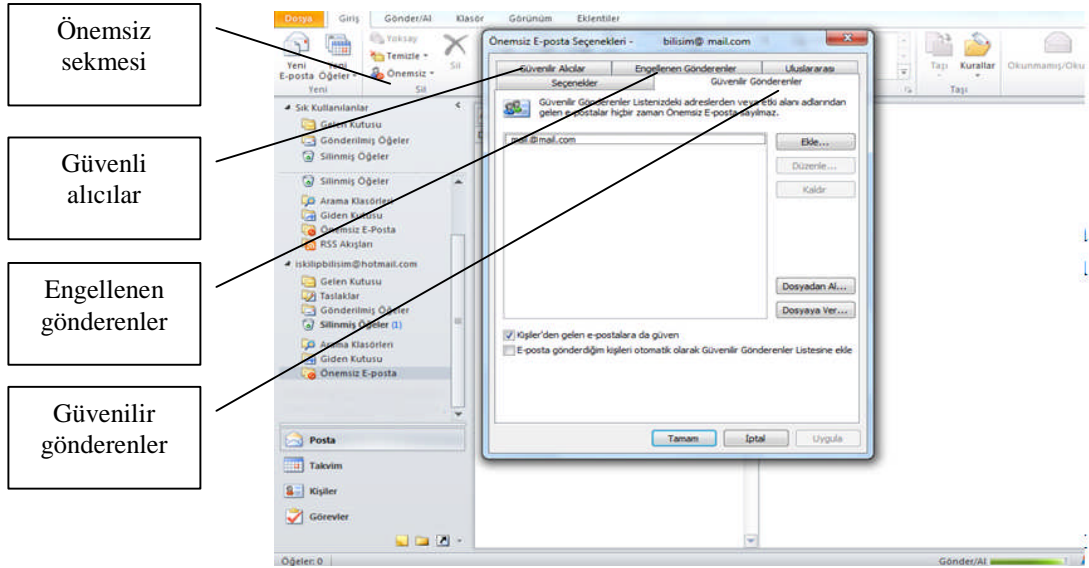 Önemsiz
sekmesi
Güvenli
alıcılar
Engellenen
gönderenler
Güvenilir
gönderenler
Dosya Giriş Gönder/Al Klasör Görünüm Eklentiler
Yeni E-posta
Yeni Öğeler
Yeni
Yoksay
Temizle
Önemsiz
Sil
Sil
Taşı
Kurallar
Okunmamış/Oku
Taşı
Sık Kullanılanlar
Gelen Kutusu
Gönderilmiş Öğeler
Silinmiş Öğeler
Silinmiş Öğeler
Arama Klasörleri
Giden Kutusu
Önemsiz E-Posta
RSS Akışları
iskilipbilisim@hotmail.com
Gelen Kutusu
Taslaklar
Gönderilmiş Öğeler
Silinmiş Öğeler (1)
Arama Klasörleri
Giden Kutusu
Önemsiz E-posta
Posta
Takvim
Kişiler
Görevler
Öğeler: 0
Gönder/Al
Önemsiz E-posta Seçenekleri - bilisim@ mail.com
Güvenilir Alıcılar Engellenen Gönderenler Uluslararası
Seçenekler Güvenilir Gönderenler
Güvenilir Gönderenler Listenizdeki adreslerden veya etki alanı adlarından
gelen e-postalar hiçbir zaman Önemsiz E-posta sayılmaz.
mail @mail.com
Ekle...
Düzenle...
Kaldır
Dosyadan Al...
Dosyaya Ver...
Kişiler'den gelen e-postalara da güven
E-posta gönderdiğim kişileri otomatik olarak Güvenilir Gönderenler Listesine ekle
Tamam İptal Uygula